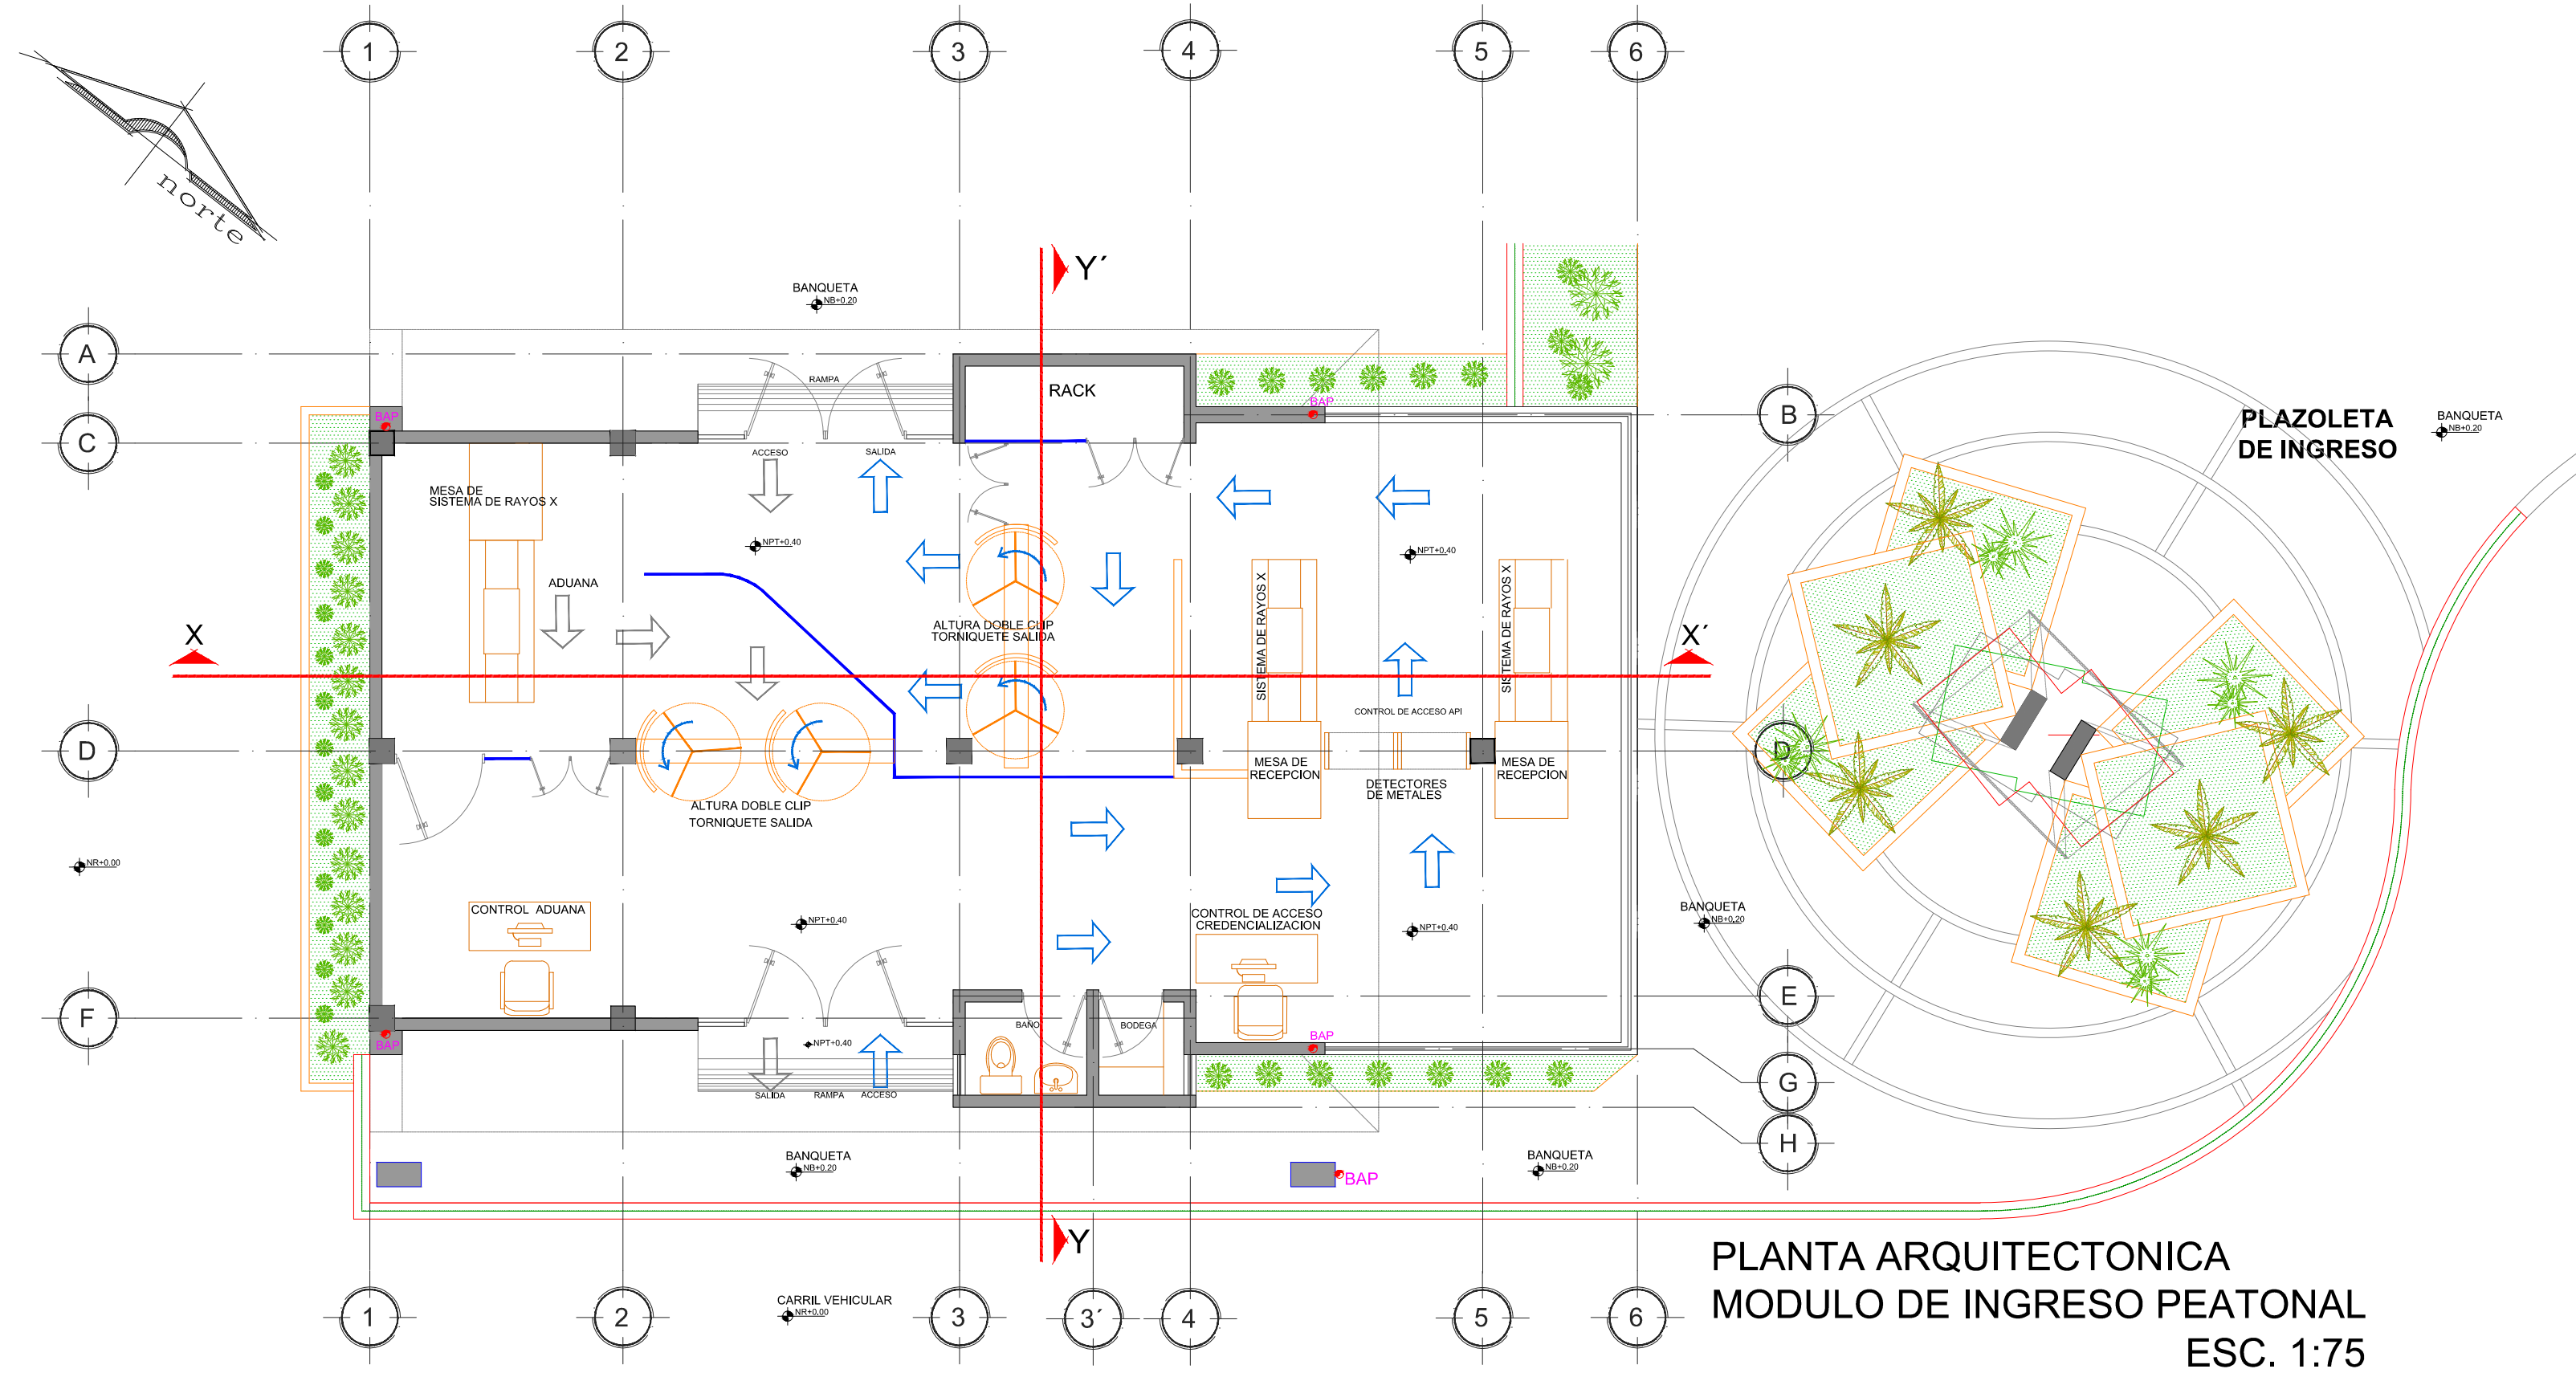 1
2
3
4
5
6
norte
Y´
BANQUETA
NB+0.20
A
RAMPA
RACK
BAP
BAP
B
PLAZOLETA
DE INGRESO
BANQUETA
NB+0.20
C
ACCESO
SALIDA
MESA DE
SISTEMA DE RAYOS X
NPT+0.40
NPT+0.40
ADUANA
SISTEMA DE RAYOS X
SISTEMA DE RAYOS X
ALTURA DOBLE CLIP
TORNIQUETE SALIDA
X
X´
CONTROL DE ACCESO API
D
D
MESA DE
RECEPCION
DETECTORES
DE METALES
MESA DE
RECEPCION
ALTURA DOBLE CLIP
TORNIQUETE SALIDA
NR+0.00
CONTROL ADUANA
NPT+0.40
CONTROL DE ACCESO
CREDENCIALIZACION
NPT+0.40
BANQUETA
NB+0.20
E
F
BAP
NPT+0.40
BAÑO
BODEGA
BAP
G
SALIDA
RAMPA
ACCESO
H
BANQUETA
NB+0.20
BAP
BANQUETA
NB+0.20
Y
CARRIL VEHICULAR
NR+0.00
1
2
3
3´
4
5
6
PLANTA ARQUITECTONICA
MODULO DE INGRESO PEATONAL
ESC. 1:75